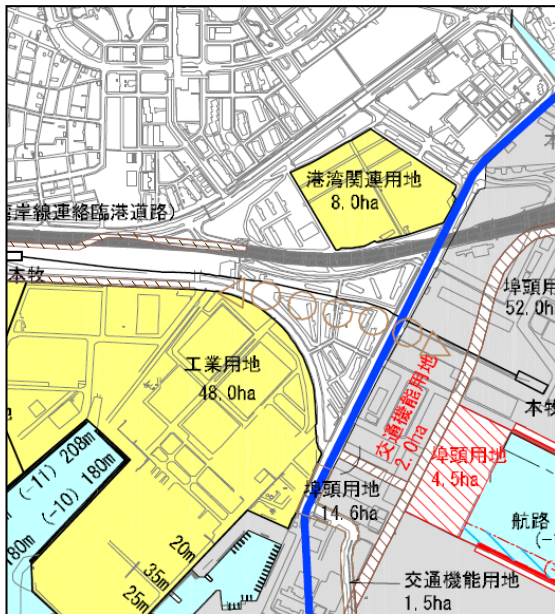 港湾関連用地
8.0ha
岸線連絡臨港道路)
本牧
埠頭用
52.0h
工業用地
48.0ha
交通機能用地
2.0ha
本牧
埠頭用地
4.5ha
(-11) 208m
(-10) 180m
180m
埠頭用地
14.6ha
航路
(-
20m
35m
25m
交通機能用地
1.5ha